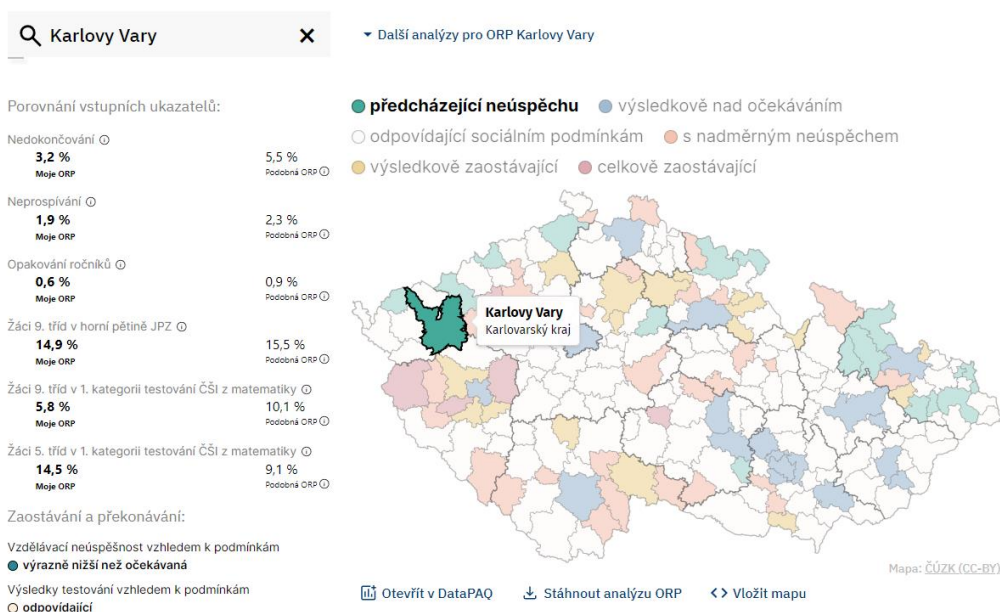 Karlovy Vary
Další analýzy pro ORP Karlovy Vary
Porovnání vstupních ukazatelů:
předcházející neúspěchu
výsledkově nad očekáváním
odpovídající sociálním podmínkám
s nadměrným neúspěchem
výsledkově zaostávající
celkově zaostávající
Nedokončování
3,2 %
5,5 %
Moje ORP
Podobná ORP
Neprospívání
1,9 %
2,3 %
Moje ORP
Podobná ORP
Opakování ročníků
0,6 %
0,9 %
Moje ORP
Podobná ORP
Žáci 9. tříd v horní pětině JPZ
14,9 %
15,5 %
Moje ORP
Podobná ORP
Žáci 9. tříd v 1. kategorii testování ČŠI z matematiky
5,8 %
10,1 %
Moje ORP
Podobná ORP
Žáci 5. tříd v 1. kategorii testování ČŠI z matematiky
14,5 %
9,1 %
Moje ORP
Podobná ORP
Zaostávání a překonávání:
Vzdělávací neúspěšnost vzhledem k podmínkám
výrazně nižší než očekávaná
Výsledky testování vzhledem k podmínkám
odpovídající
Karlovy Vary
Karlovarský kraj
Mapa: ČÚZK (CC-BY)
Otevřít v DataPAQ
Stáhnout analýzu ORP
Vložit mapu